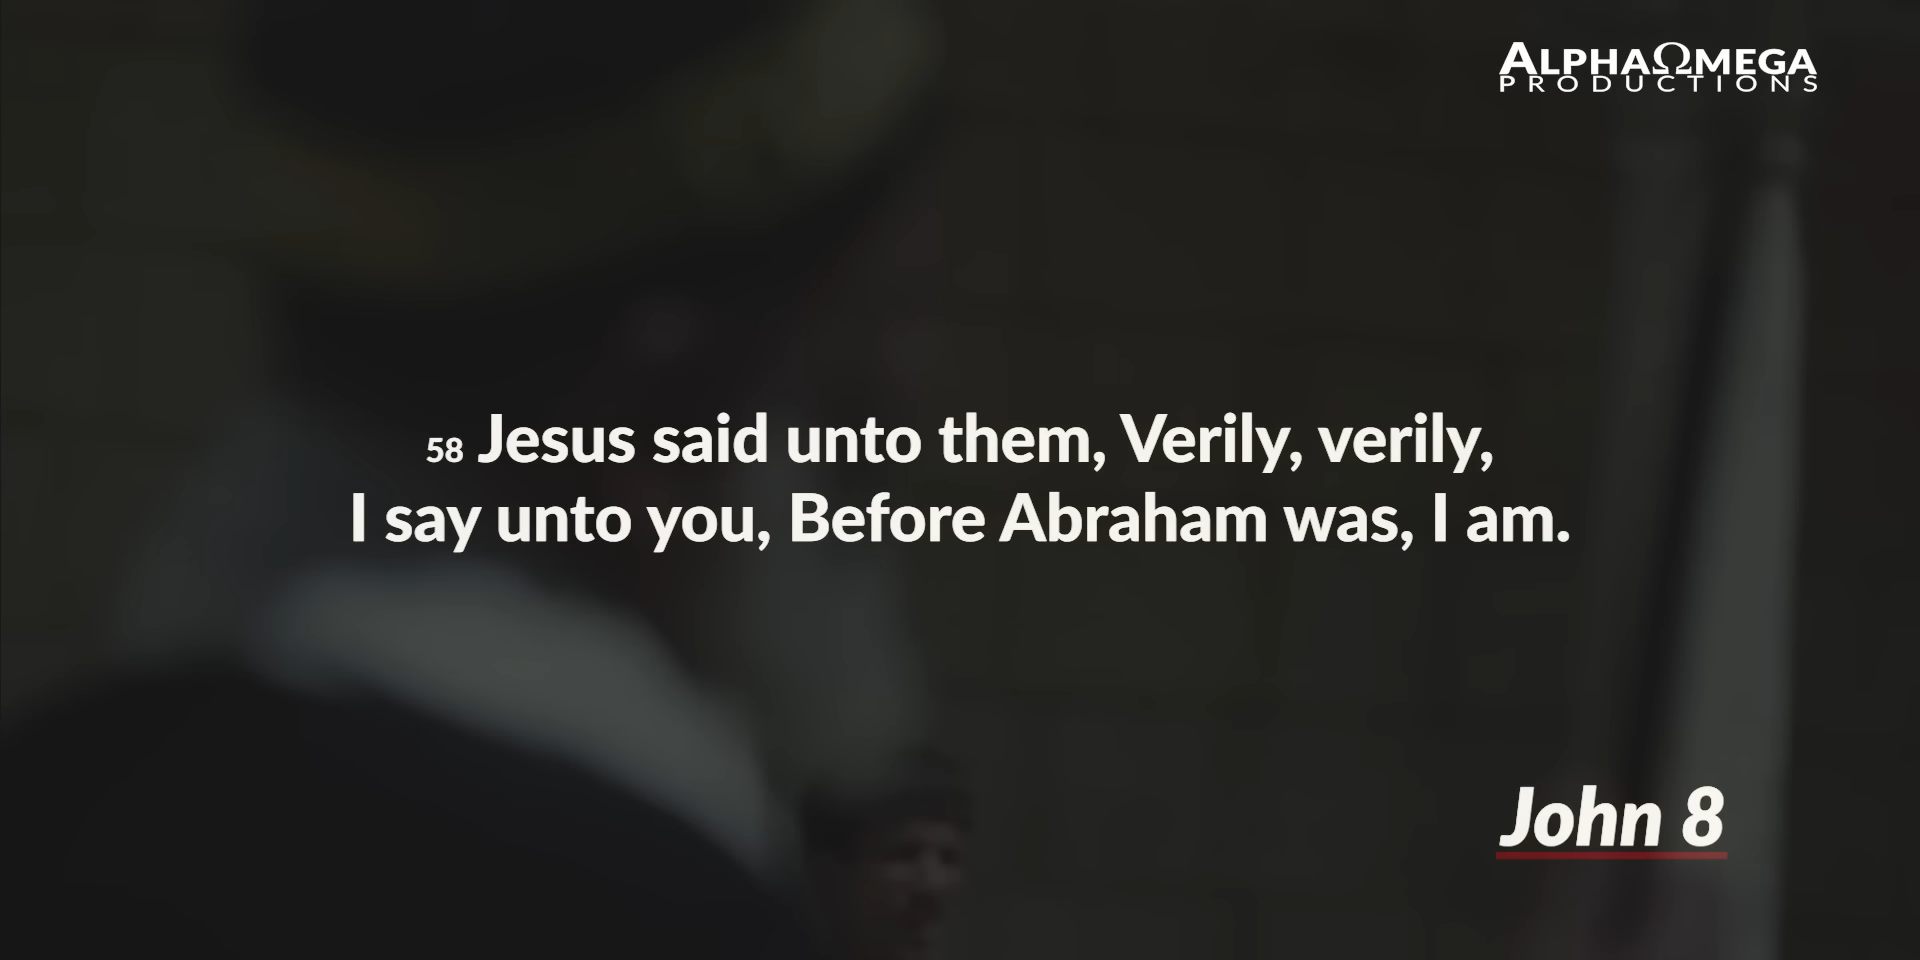 AlphaΩmega
PRODUCTIONS
58 Jesus said unto them, Verily, verily,
I say unto you, Before Abraham was, I am.
John 8